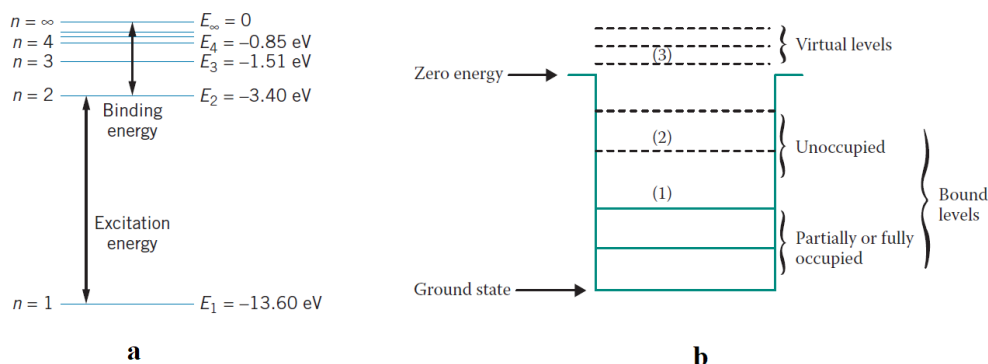 n = ∞
E∞ = 0
n = 4
E4 = −0.85 eV
n = 3
E3 = −1.51 eV
n = 2
E2 = −3.40 eV
Binding
energy
Excitation
energy
n = 1
E1 = −13.60 eV
a
(3)
Virtual levels
Zero energy
(2)
Unoccupied
(1)
Bound
levels
Partially or fully
occupied
Ground state
b